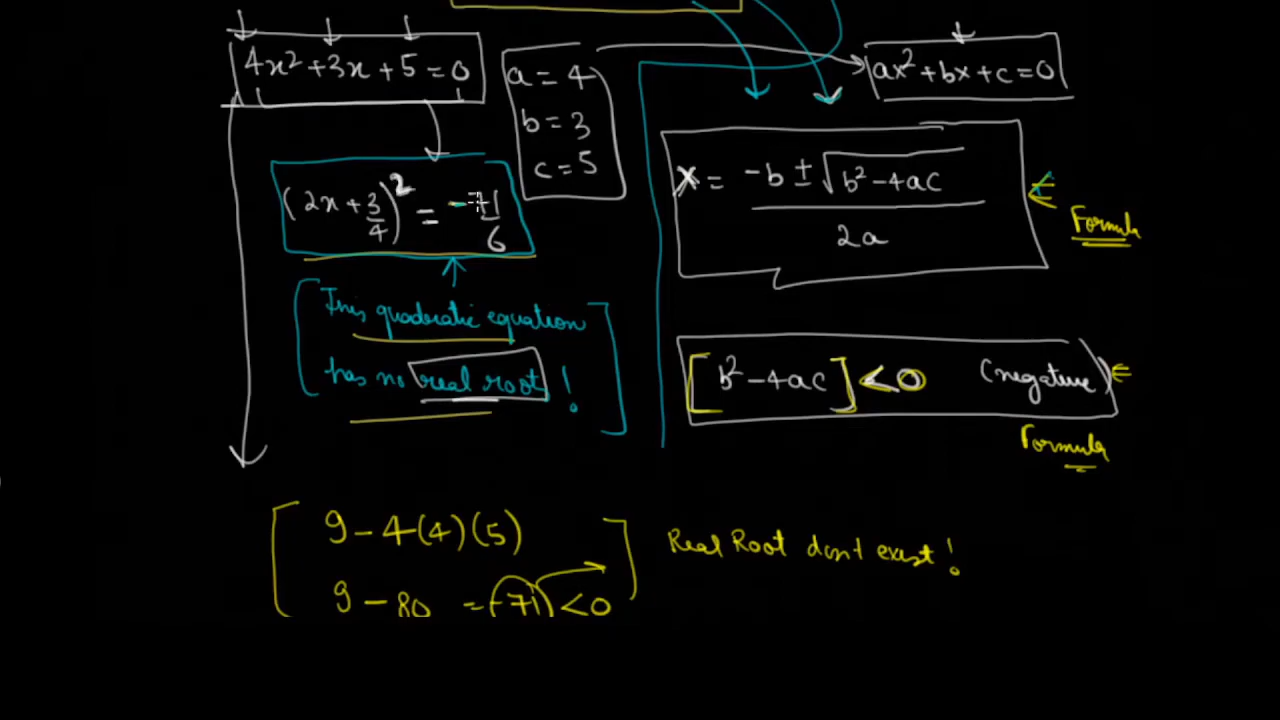 4x² + 3x + 5 = 0
a = 4
b = 3
c = 5
ax² + bx + c = 0
(2x + 3/4)² = -71/6
x = (-b ± √(b² - 4ac)) / 2a
Formula
This quadratic equation
has no real root !
[b² - 4ac] < 0 (negative)
Formula
9 - 4(4)(5)
9 - 80 = (-71) < 0
Real Root don't exist !